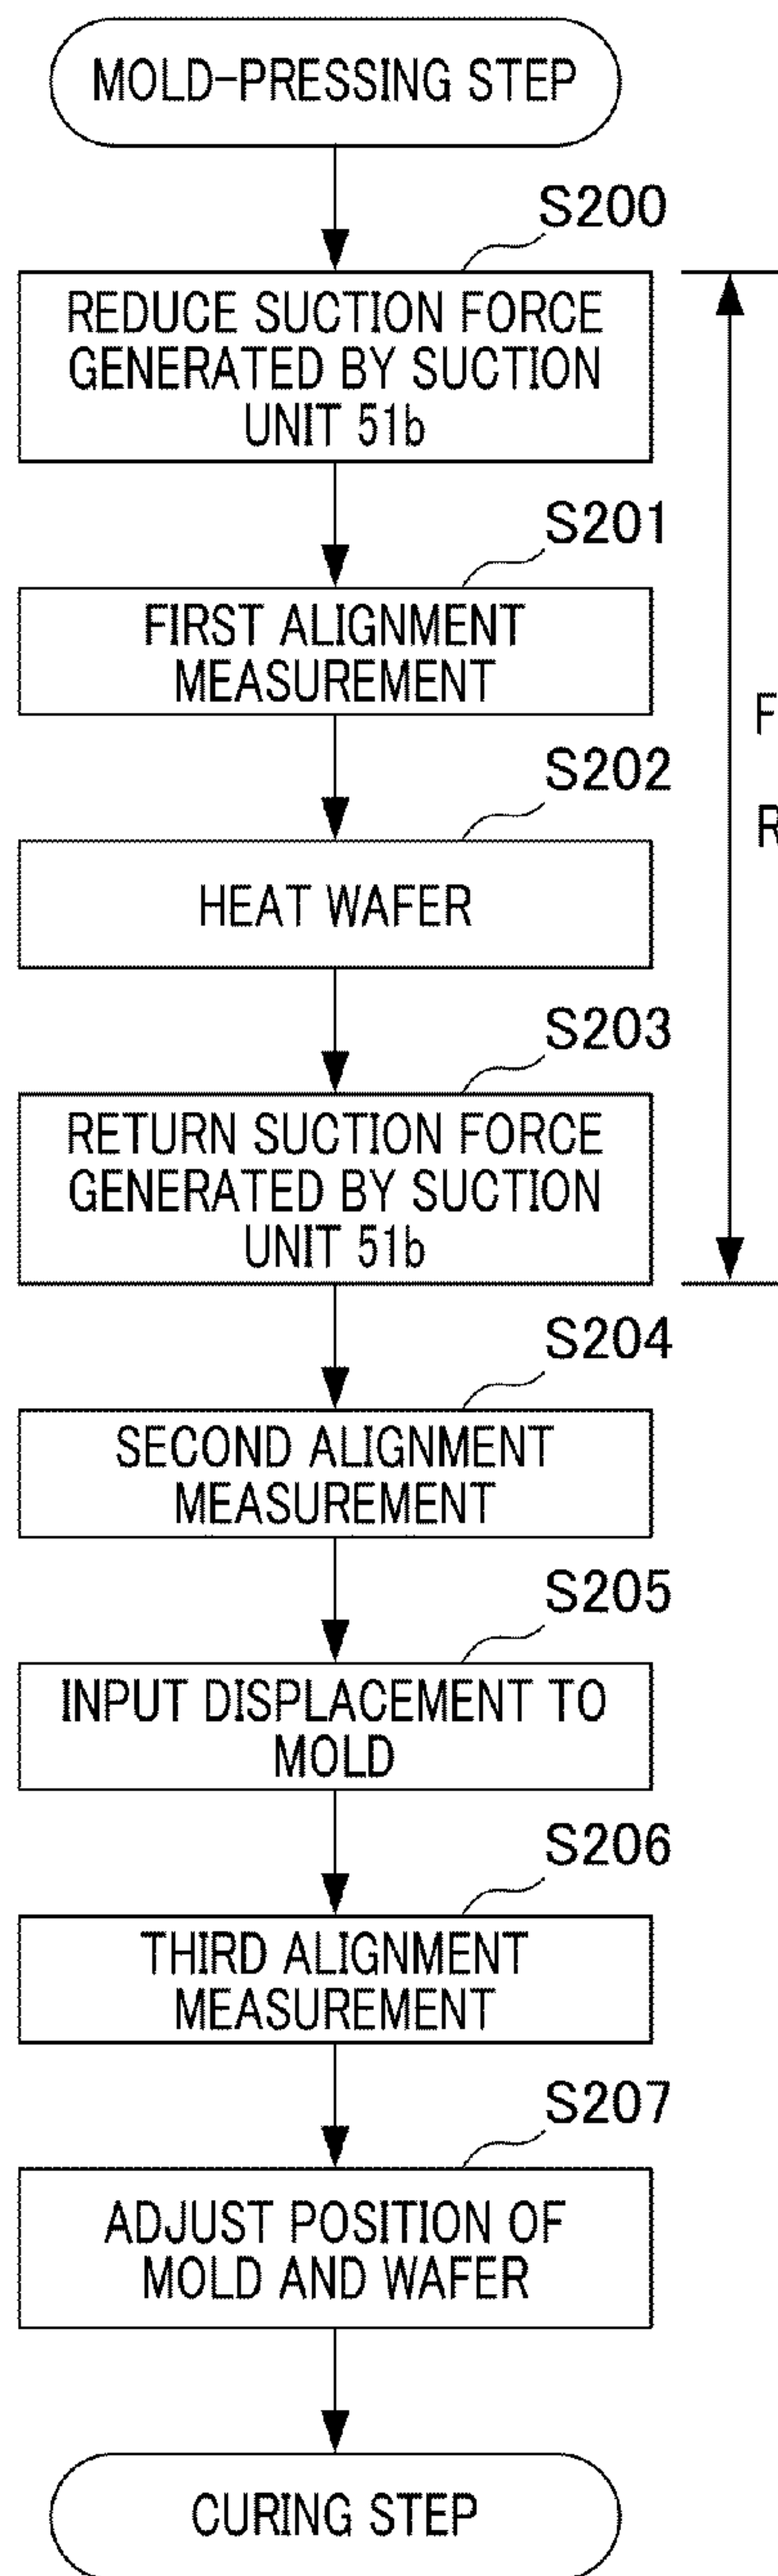 MOLD-PRESSING STEP
S200
REDUCE SUCTION FORCE
GENERATED BY SUCTION
UNIT 51b
S201
FIRST ALIGNMENT
MEASUREMENT
S202
HEAT WAFER
S203
RETURN SUCTION FORCE
GENERATED BY SUCTION
UNIT 51b
S204
SECOND ALIGNMENT
MEASUREMENT
S205
INPUT DISPLACEMENT TO
MOLD
S206
THIRD ALIGNMENT
MEASUREMENT
S207
ADJUST POSITION OF
MOLD AND WAFER
CURING STEP